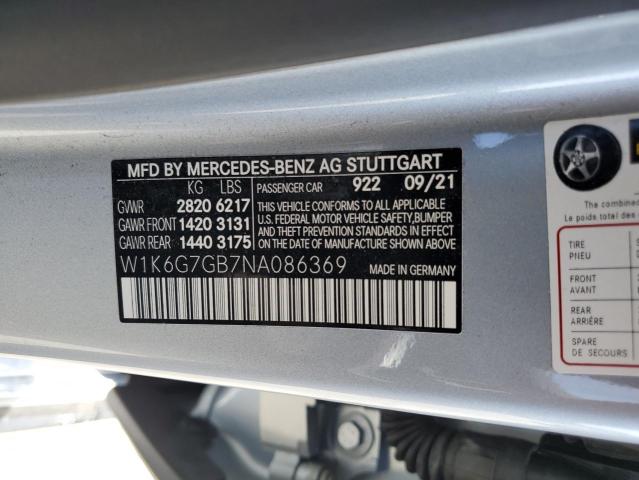 MFD BY MERCEDES-BENZ AG STUTTGART
KG LBS PASSENGER CAR 922 09/21
GVWR 2820 6217
GAWR FRONT 1420 3131
GAWR REAR 1440 3175
THIS VEHICLE CONFORMS TO ALL APPLICABLE
U.S. FEDERAL MOTOR VEHICLE SAFETY,BUMPER
AND THEFT PREVENTION STANDARDS
IN EFFECT ON THE
DATE OF MANUFACTURE SHOWN ABOVE.
W1K6G7GB7NA086369 MADE IN GERMANY
The combined
Le poids total
TIRE
PNEU
FRONT
AVANT
REAR
ARRIÈRE
SPARE
DE SECOURS